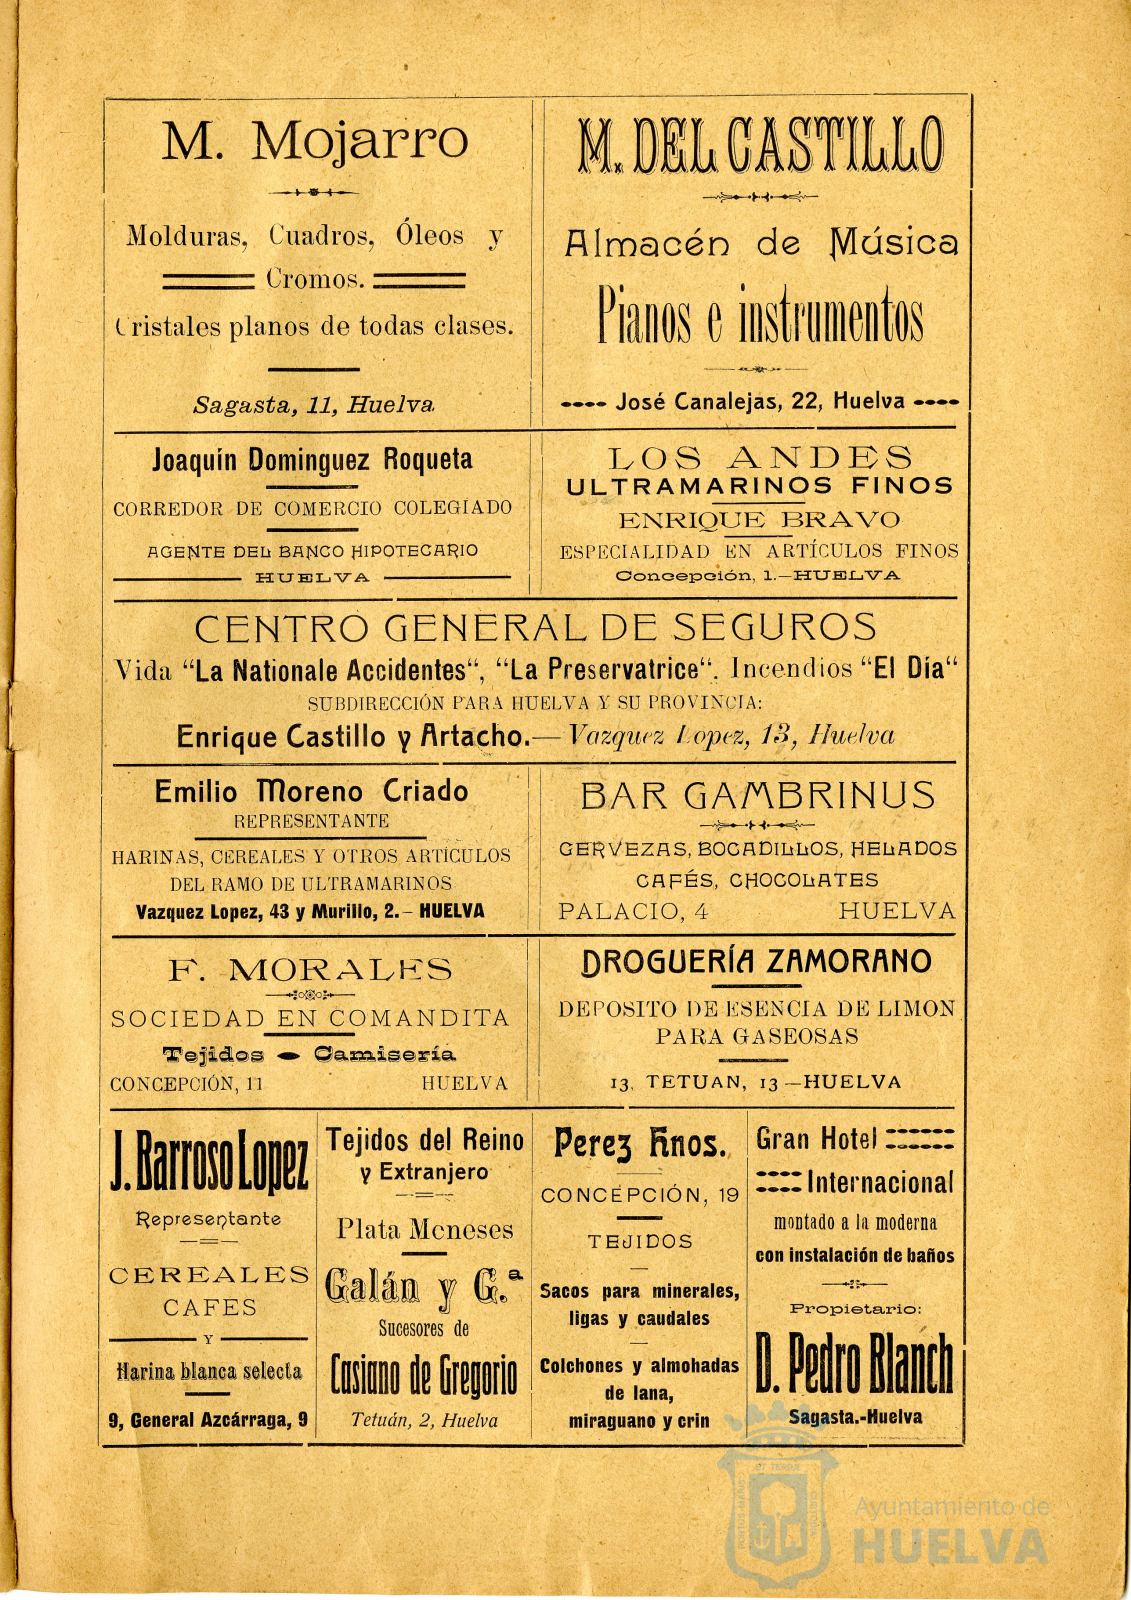 M. Mojarro
Molduras, Cuadros, Óleos y
Cromos.
Cristales planos de todas clases.
Sagasta, 11, Huelva.
M. DEL CASTILLO
Almacén de Música
Pianos e instrumentos
José Canalejas, 22, Huelva
Joaquín Dominguez Roqueta
CORREDOR DE COMERCIO COLEGIADO
AGENTE DEL BANCO HIPOTECARIO
HUELVA
LOS ANDES
ULTRAMARINOS FINOS
ENRIQUE BRAVO
ESPECIALIDAD EN ARTÍCULOS FINOS
Concepción, 1.—HUELVA
CENTRO GENERAL DE SEGUROS
Vida “La Nationale Accidentes“, “La Preservatrice“. Incendios “El Día“
SUBDIRECCIÓN PARA HUELVA Y SU PROVINCIA:
Enrique Castillo y Artacho.—Vazquez Lopez, 13, Huelva
Emilio Moreno Criado
REPRESENTANTE
HARINAS, CEREALES Y OTROS ARTÍCULOS
DEL RAMO DE ULTRAMARINOS
Vazquez Lopez, 43 y Murillo, 2.- HUELVA
BAR GAMBRINUS
CERVEZAS, BOCADILLOS, HELADOS
CAFÉS, CHOCOLATES
PALACIO, 4 HUELVA
F. MORALES
SOCIEDAD EN COMANDITA
Tejidos - Camisería
CONCEPCIÓN, 11 HUELVA
DROGUERÍA ZAMORANO
DEPOSITO DE ESENCIA DE LIMON
PARA GASEOSAS
13, TETUAN, 13—HUELVA
J. Barroso Lopez
Representante
CEREALES
CAFES
Y
Harina blanca selecta
9, General Azcárraga, 9
Tejidos del Reino
y Extranjero
Plata Meneses
Galán y C.ª
Sucesores de
Casiano de Gregorio
Tetuán, 2, Huelva
Perez Hnos.
CONCEPCIÓN, 19
TEJIDOS
Sacos para minerales,
ligas y caudales
Colchones y almohadas
de lana,
miraguano y crin
Gran Hotel
Internacional
montado a la moderna
con instalación de baños
Propietario:
D. Pedro Blanch
Sagasta.-Huelva
Ayuntamiento de
HUELVA